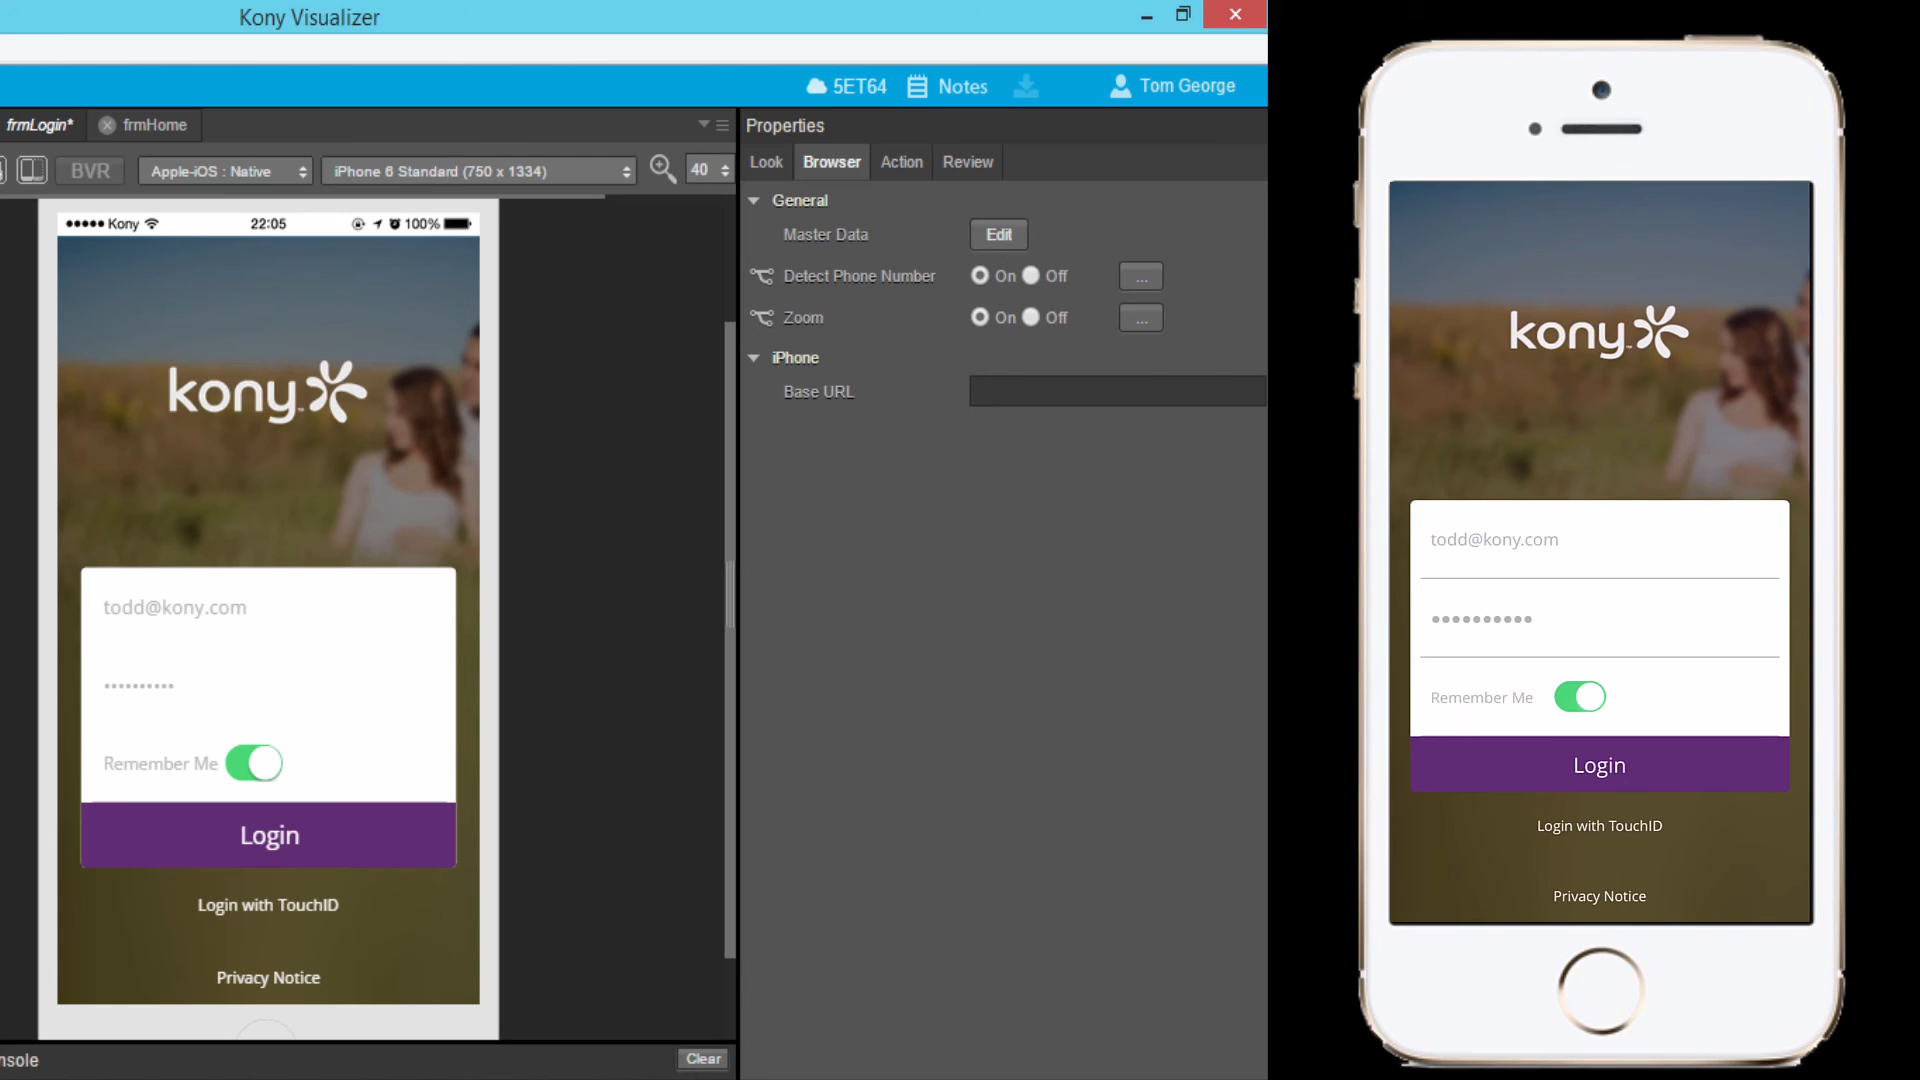 Kony Visualizer
5ET64 Notes Tom George
frmLogin* frmHome
BVR Apple-iOS : Native iPhone 6 Standard (750 x 1334) 40
Kony 22:05 100%
kony
todd@kony.com
Remember Me
Login
Login with TouchID
Privacy Notice
nsole Clear
Properties
Look Browser Action Review
General
Master Data Edit
Detect Phone Number On Off ...
Zoom On Off ...
iPhone
Base URL
kony
todd@kony.com
Remember Me
Login
Login with TouchID
Privacy Notice